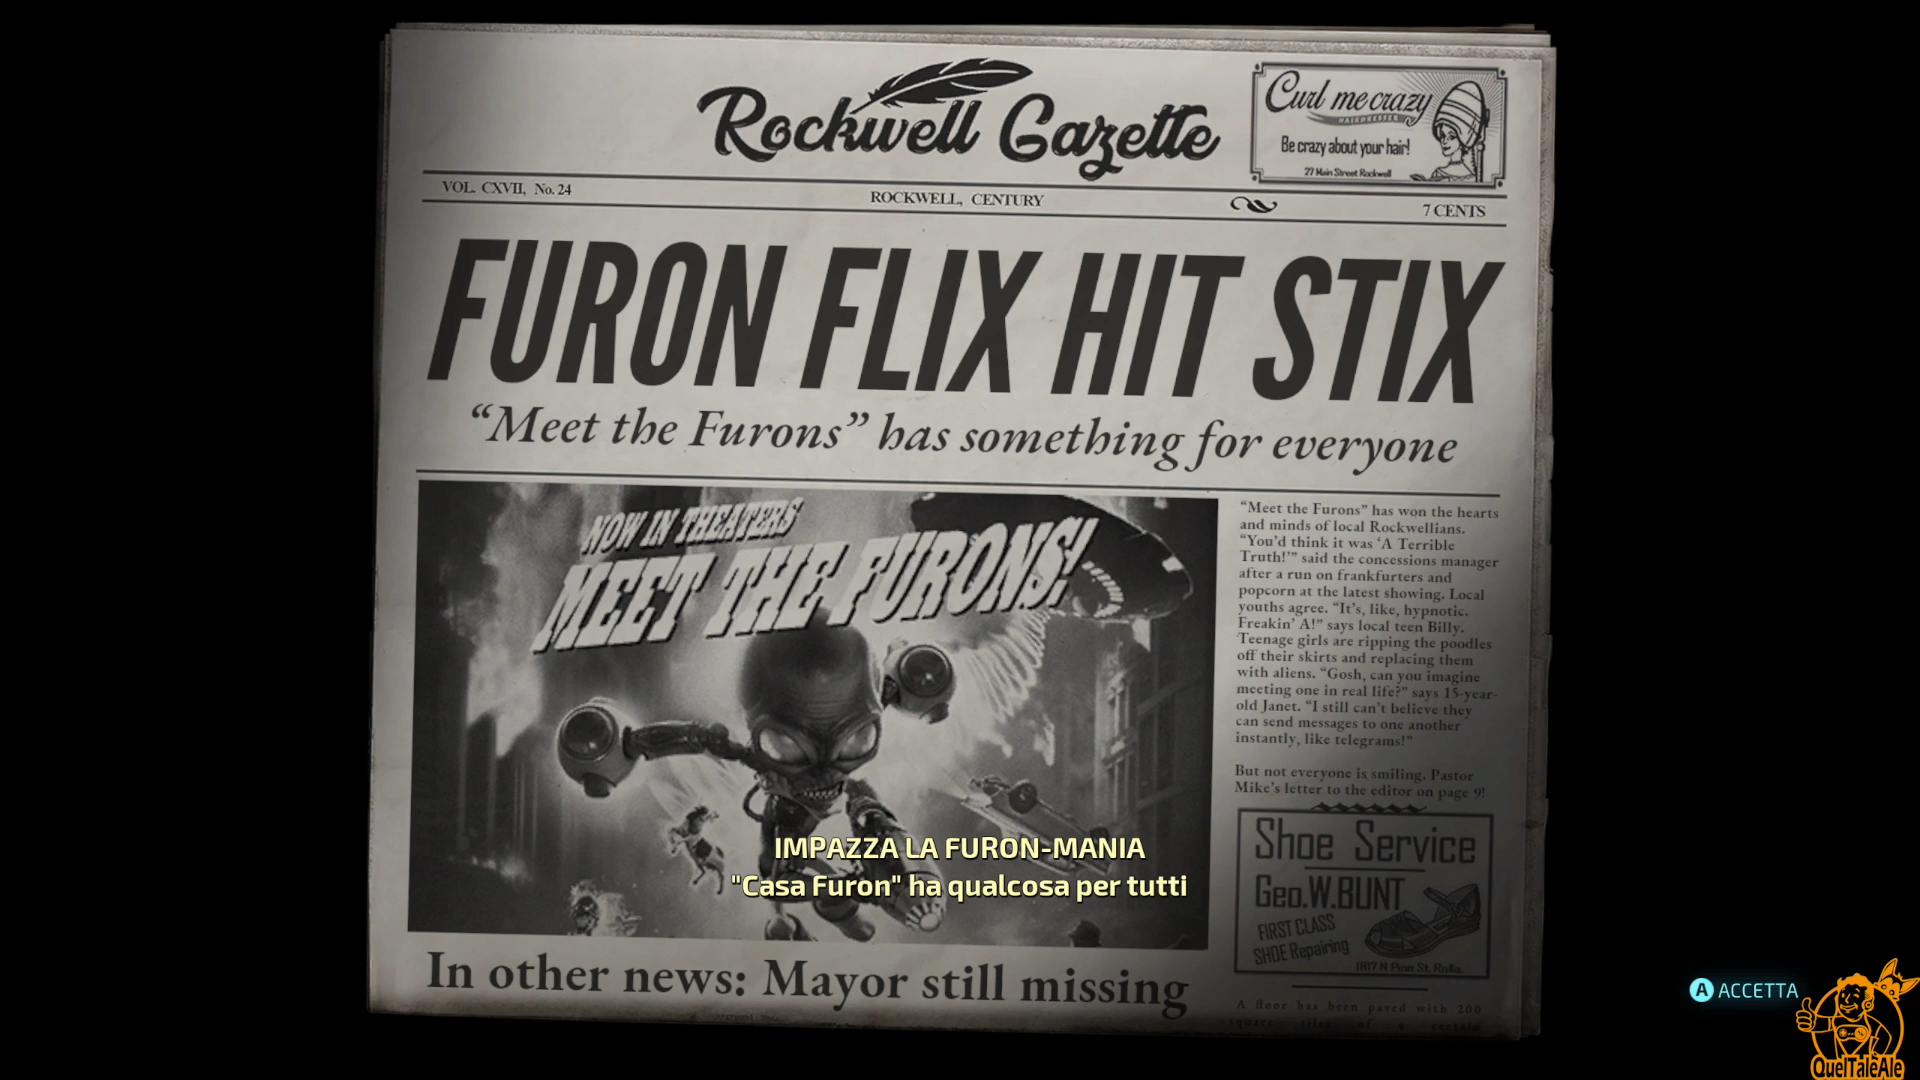 Rockwell Gazette
Curl me crazy
HAIRDRESSER
Be crazy about your hair!
27 Main Street Rockwell
VOL. CXVII, No. 24
ROCKWELL, CENTURY
7 CENTS
FURON FLIX HIT STIX
“Meet the Furons” has something for everyone
NOW IN THEATERS
MEET THE FURONS!
“Meet the Furons” has won the hearts
and minds of local Rockwellians.
“You’d think it was ‘A Terrible
Truth!’” said the concessions manager
after a run on frankfurters and
popcorn at the latest showing. Local
youths agree. “It’s, like, hypnotic.
Freakin’ A!” says local teen Billy.
Teenage girls are ripping the poodles
off their skirts and replacing them
with aliens. “Gosh, can you imagine
meeting one in real life?” says 15-year-
old Janet. “I still can’t believe they
can send messages to one another
instantly, like telegrams!”
But not everyone is smiling. Pastor
Mike’s letter to the editor on page 9!
Shoe Service
Geo.W.BUNT
FIRST CLASS
SHOE Repairing
1817 N Pine St. Rolla.
A floor has been paved with 200
square tiles of a certain
IMPAZZA LA FURON-MANIA
"Casa Furon" ha qualcosa per tutti
In other news: Mayor still missing
A ACCETTA
QuelTaleAle